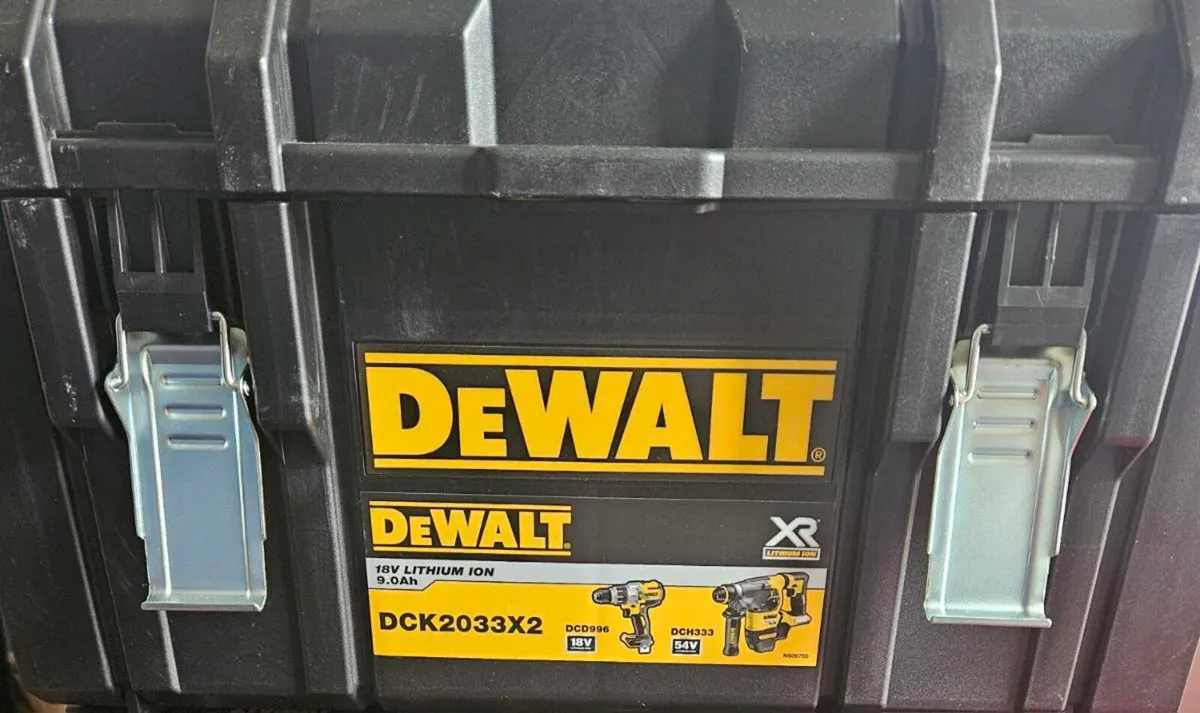 DEWALT®
DEWALT®
XR
LITHIUM ION
18V LITHIUM ION
9.0Ah
DCK2033X2
DCD996
18V
DCH333
54V